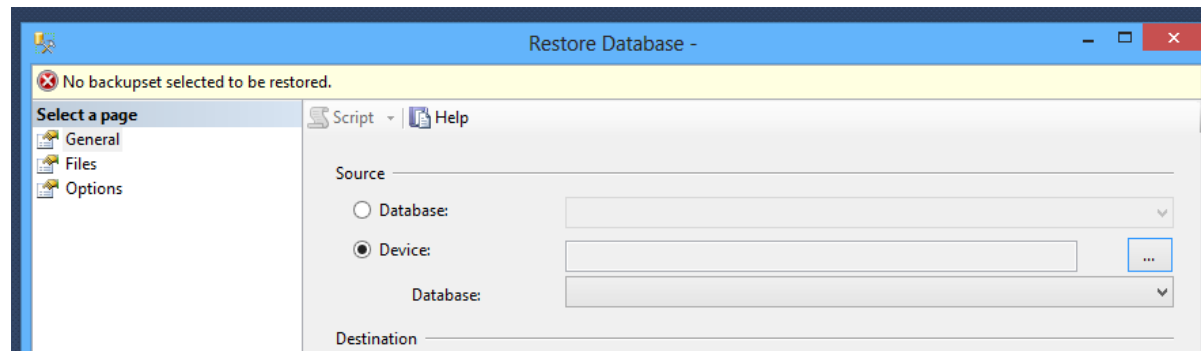 Restore Database -
No backupset selected to be restored.
Select a page
General
Files
Options
Script
Help
Source
Database:
Device:
...
Database:
Destination